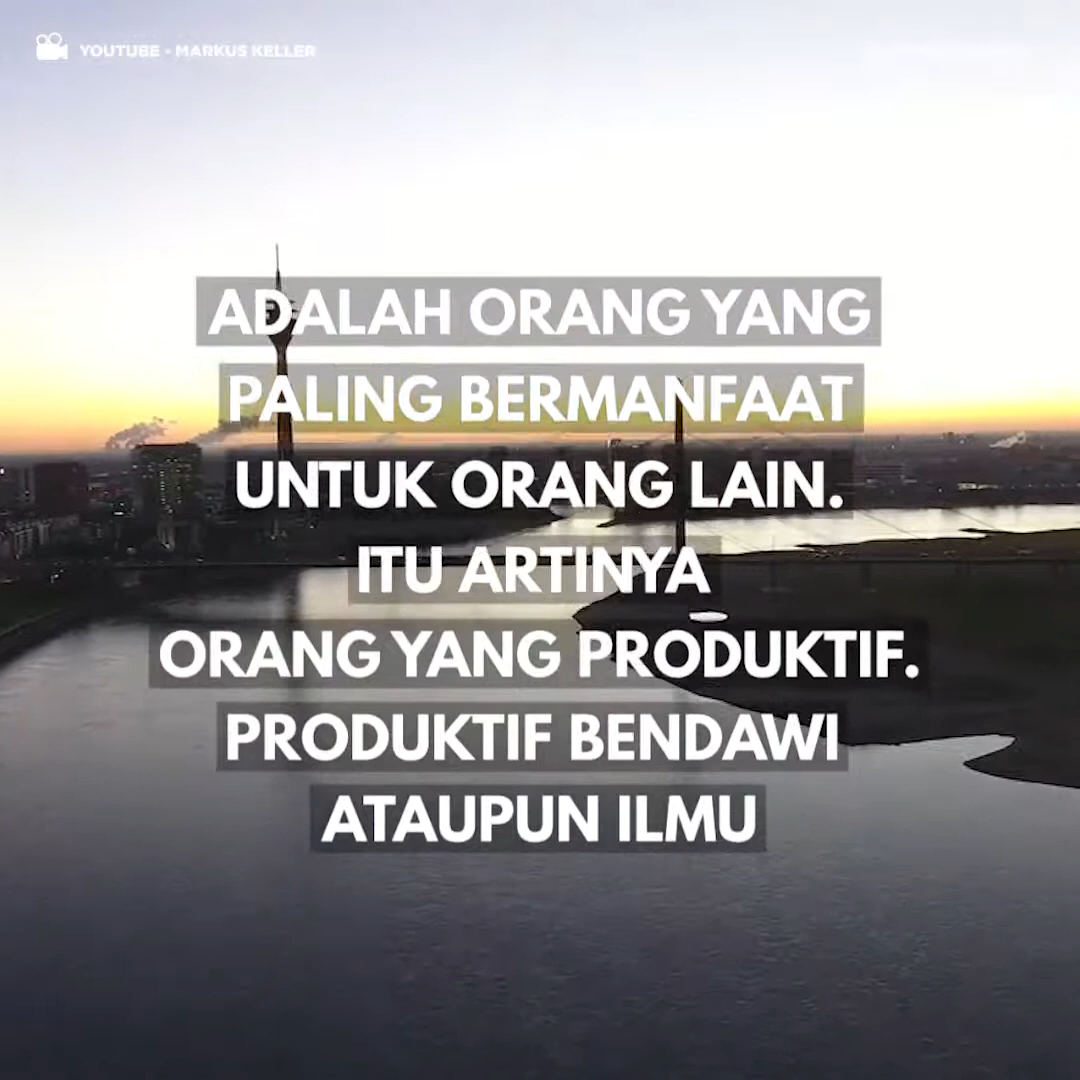 YOUTUBE - MARKUS KELLER
ADALAH ORANG YANG
PALING BERMANFAAT
UNTUK ORANG LAIN.
ITU ARTINYA
ORANG YANG PRODUKTIF.
PRODUKTIF BENDAWI
ATAUPUN ILMU